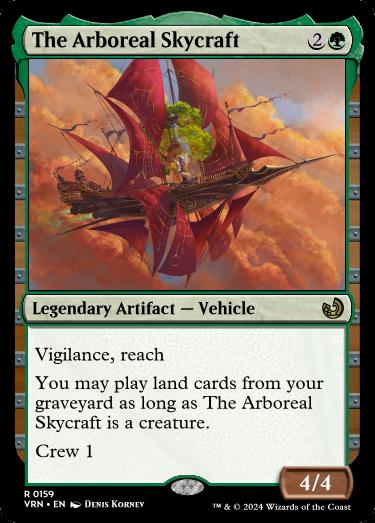 The Arboreal Skycraft 2
Legendary Artifact — Vehicle
Vigilance, reach
You may play land cards from your
graveyard as long as The Arboreal
Skycraft is a creature.
Crew 1
4/4
R 0159
VRN • EN DENIS KORNEV
™ & © 2024 Wizards of the Coast